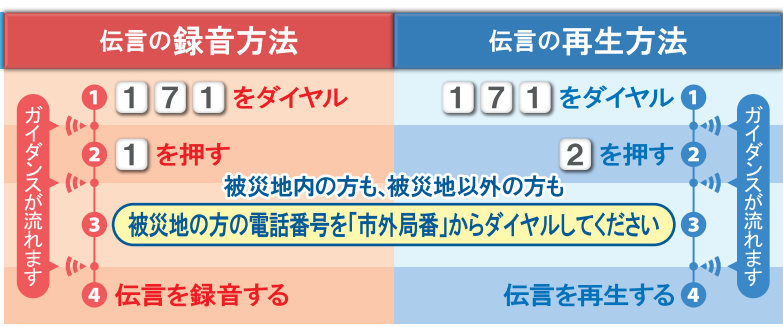 伝言の録音方法
ガイダンスが流れます
1 171をダイヤル
2 1を押す
伝言の再生方法
171をダイヤル 1
2を押す 2
ガイダンスが流れます
被災地内の方も、被災地以外の方も
3 被災地の方の電話番号を「市外局番」からダイヤルしてください 3
4 伝言を録音する
伝言を再生する 4